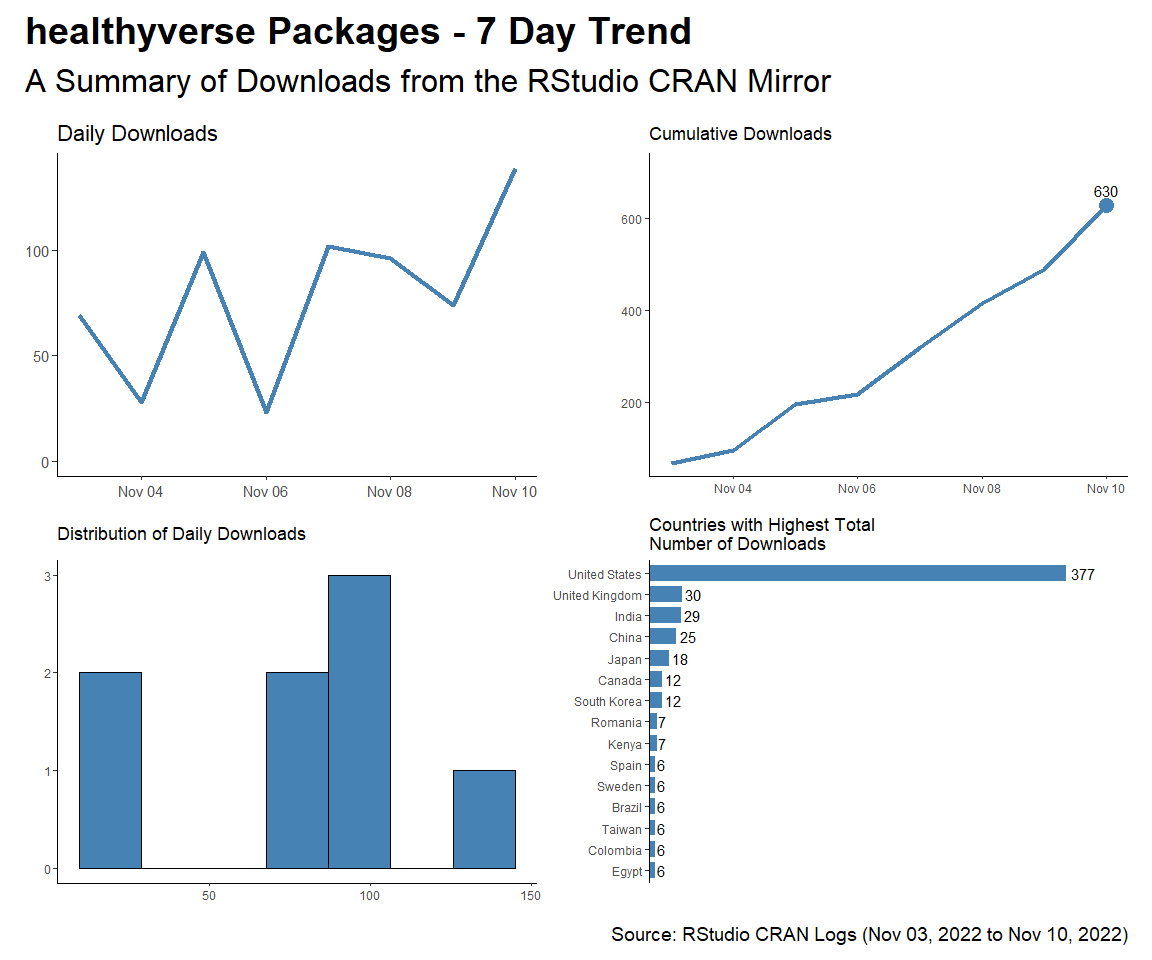 healthyverse Packages - 7 Day Trend
A Summary of Downloads from the RStudio CRAN Mirror
Daily Downloads
100
50
0
Nov 04 Nov 06 Nov 08 Nov 10
Cumulative Downloads
630
600
400
200
Nov 04 Nov 06 Nov 08 Nov 10
Distribution of Daily Downloads
3
2
1
0
50 100 150
Countries with Highest Total
Number of Downloads
United States 377
United Kingdom 30
India 29
China 25
Japan 18
Canada 12
South Korea 12
Romania 7
Kenya 7
Spain 6
Sweden 6
Brazil 6
Taiwan 6
Colombia 6
Egypt 6
Source: RStudio CRAN Logs (Nov 03, 2022 to Nov 10, 2022)